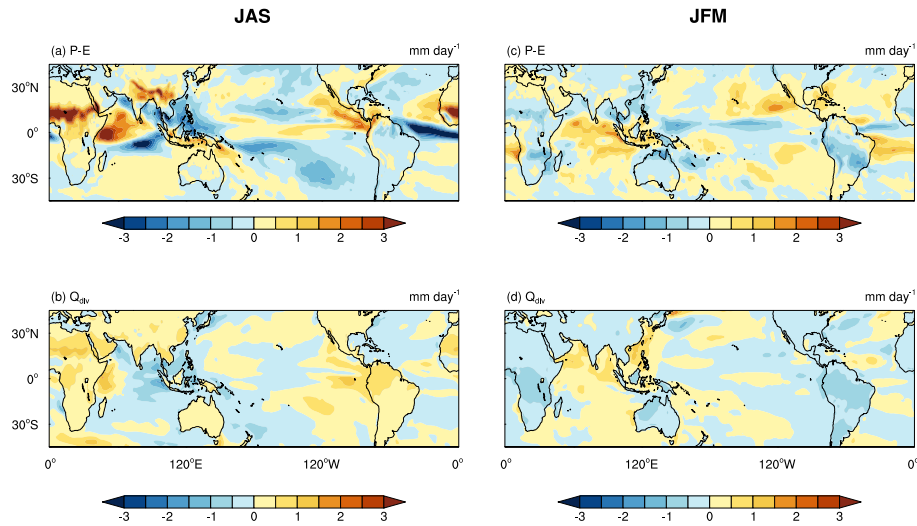 JAS
JFM
(a) P-E mm day⁻¹
(c) P-E mm day⁻¹
30°N
0°
30°S
-3 -2 -1 0 1 2 3
-3 -2 -1 0 1 2 3
(b) Qdiv mm day⁻¹
(d) Qdiv mm day⁻¹
30°N
0°
30°S
0° 120°E 120°W 0°
0° 120°E 120°W 0°
-3 -2 -1 0 1 2 3
-3 -2 -1 0 1 2 3